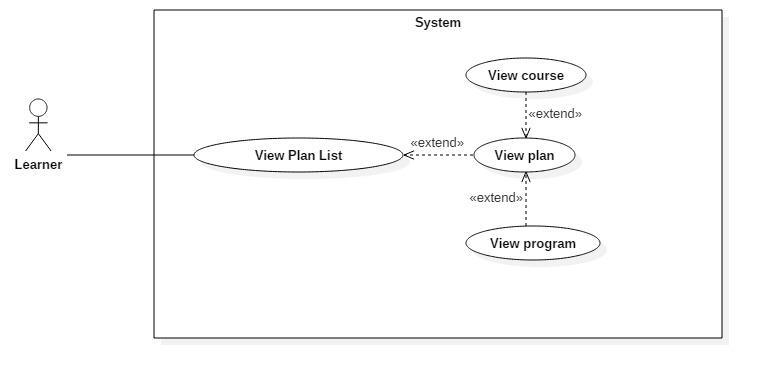 System
View course
«extend»
«extend»
View Plan List
View plan
Learner
«extend»
View program